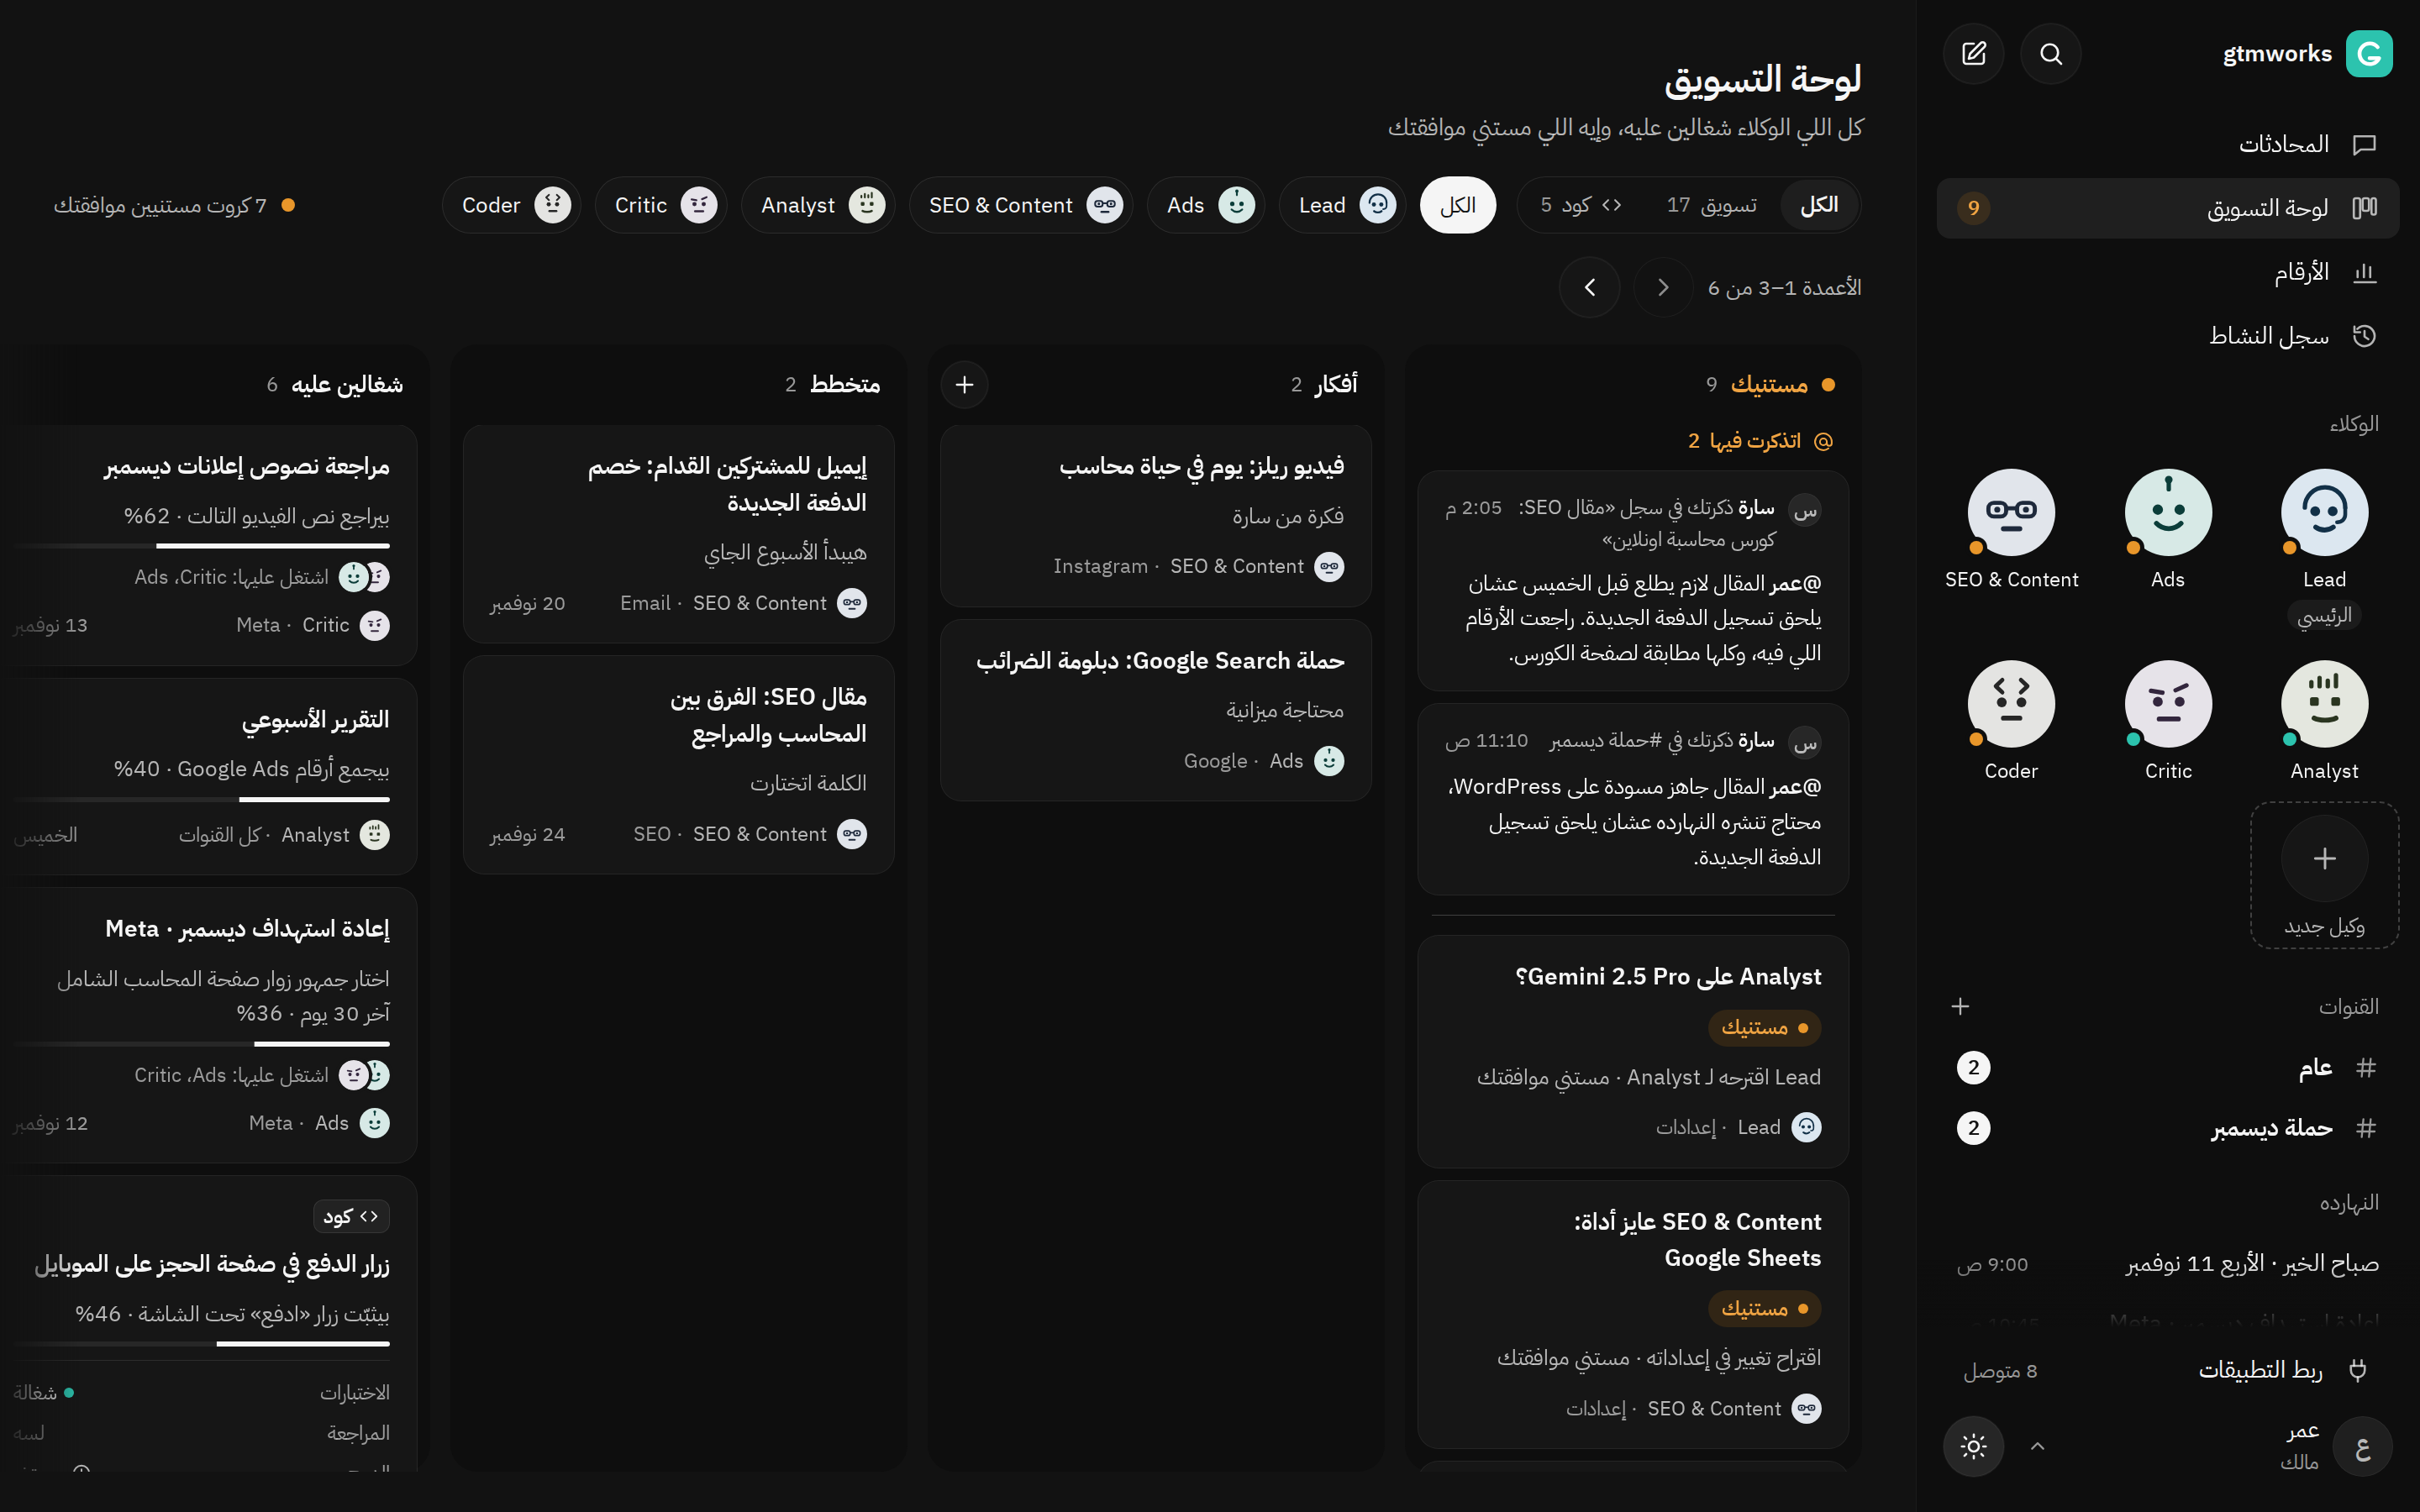 gtmworks
المحادثات
لوحة التسويق 9
الأرقام
سجل النشاط
الوكلاء
Lead
الرئيسي
Ads
SEO & Content
Analyst
Critic
Coder
وكيل جديد
القنوات
عام 2
حملة ديسمبر 2
النهارده
صباح الخير · الأربع 11 نوفمبر 9:00 ص
ربط التطبيقات 8 متصل
ع
عمر
مالك
لوحة التسويق
كل اللي الوكلاء شغالين عليه، وإيه اللي مستني موافقتك
الكل تسويق 17 كود 5
الكل Lead Ads SEO & Content Analyst Critic Coder
7 كروت مستنيين موافقتك
الأعمدة 1–3 من 6
مستنيك 9
@ اتذكرت فيها 2
س
سارة ذكرتك في سجل «مقال SEO: 2:05 م
كورس محاسبة اونلاين»
@عمر المقال لازم يطلع قبل الخميس عشان
يلحق تسجيل الدفعة الجديدة. راجعت الأرقام
اللي فيه، وكلها مطابقة لصفحة الكورس.
س
سارة ذكرتك في #حملة ديسمبر 11:10 ص
@عمر المقال جاهز مسودة على WordPress،
محتاج تنشره النهارده عشان يلحق تسجيل
الدفعة الجديدة.
Analyst على Gemini 2.5 Pro؟
مستنيك
Lead اقترحه لـ Analyst · مستني موافقتك
Lead · إعدادات
SEO & Content عايز أداة:
Google Sheets
مستنيك
اقتراح تغيير في إعداداته · مستني موافقتك
SEO & Content · إعدادات
أفكار 2
فيديو ريلز: يوم في حياة محاسب
فكرة من سارة
SEO & Content · Instagram
حملة Google Search: دبلومة الضرائب
محتاجة ميزانية
Ads · Google
متخطط 2
إيميل للمشتركين القدام: خصم
الدفعة الجديدة
هيبدأ الأسبوع الجاي
SEO & Content · Email 20 نوفمبر
مقال SEO: الفرق بين
المحاسب والمراجع
الكلمة اتختارت
SEO & Content · SEO 24 نوفمبر
شغالين عليه 6
مراجعة نصوص إعلانات ديسمبر
بيراجع نص الفيديو التالت · 62%
اشتغل عليها: Critic، Ads
Critic · Meta 13 نوفمبر
التقرير الأسبوعي
بيجمع أرقام Google Ads · 40%
Analyst · كل القنوات الخميس
إعادة استهداف ديسمبر · Meta
اختار جمهور زوار صفحة المحاسب الشامل
آخر 30 يوم · 36%
اشتغل عليها: Ads، Critic
Ads · Meta 12 نوفمبر
كود
زرار الدفع في صفحة الحجز على الموبايل
بيثبّت زرار «ادفع» تحت الشاشة · 46%
الاختبارات شغالة
المراجعة لسه